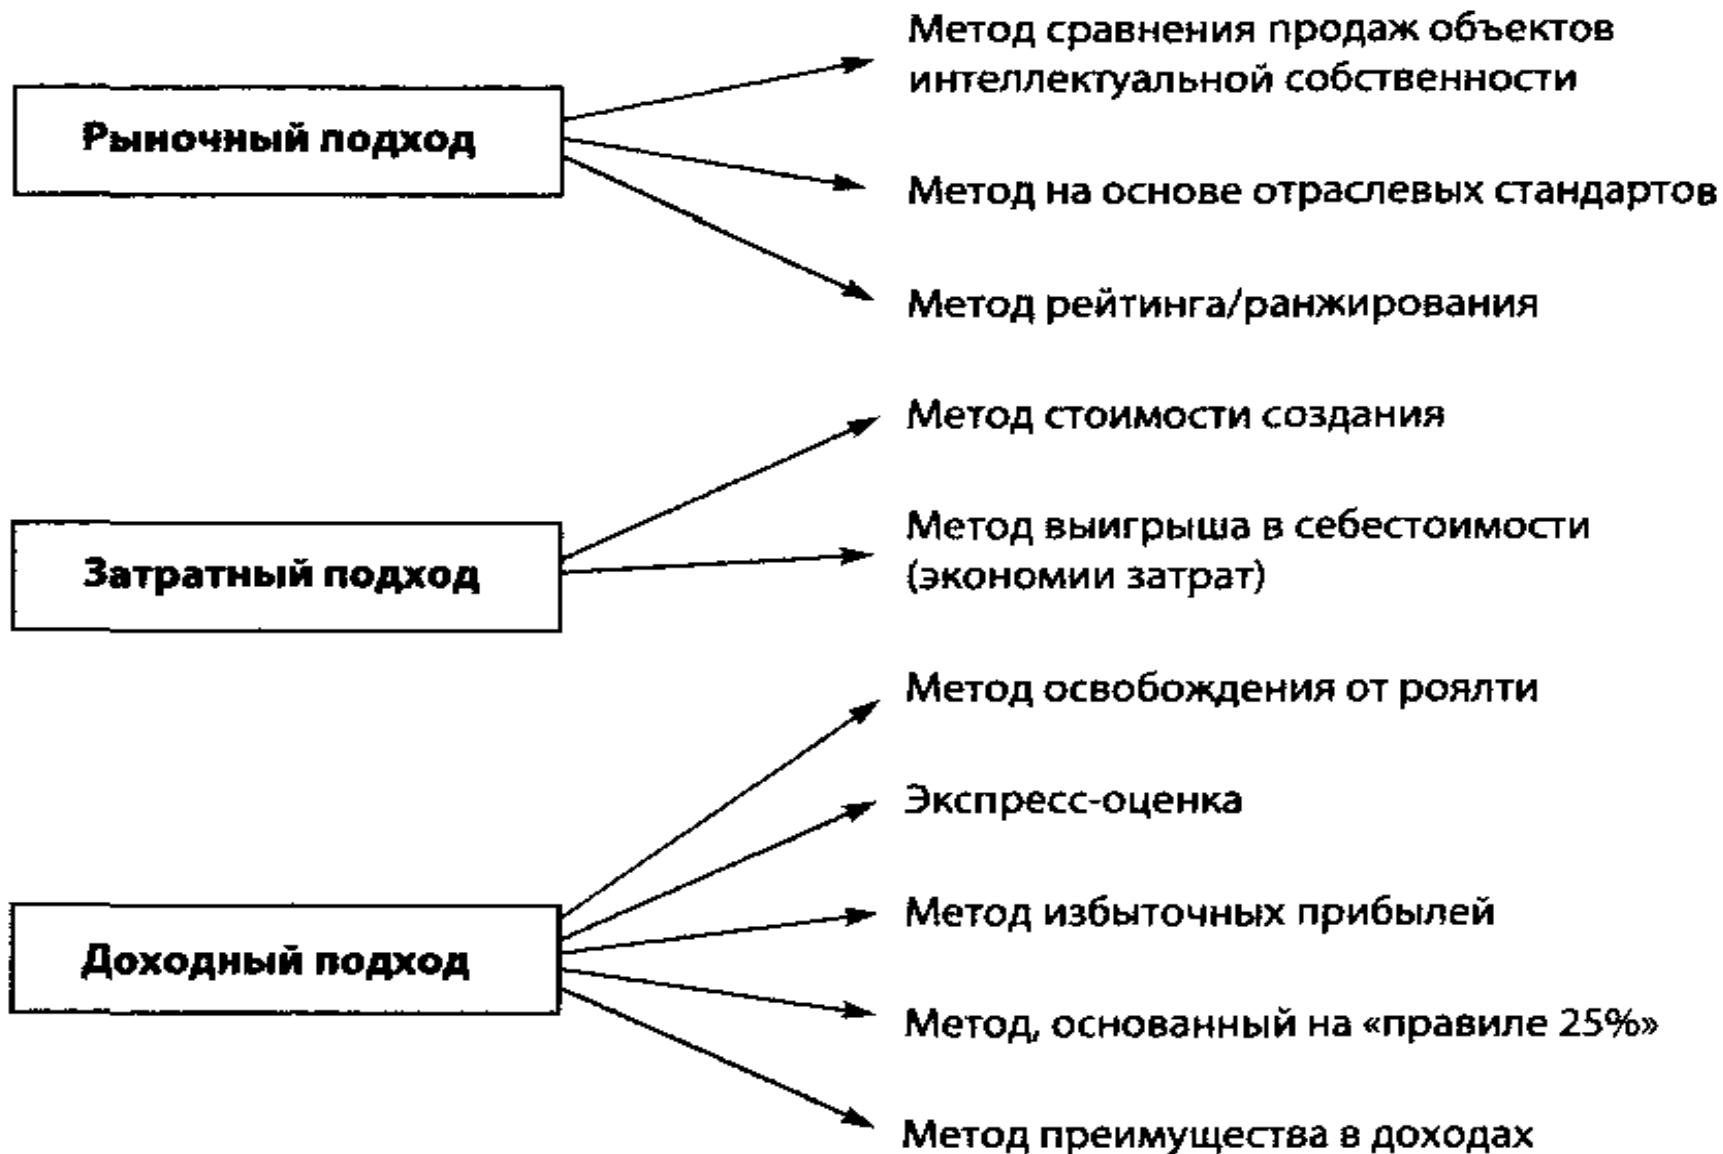 Рыночный подход
Метод сравнения продаж объектов
интеллектуальной собственности
Метод на основе отраслевых стандартов
Метод рейтинга/ранжирования
Затратный подход
Метод стоимости создания
Метод выигрыша в себестоимости
(экономии затрат)
Доходный подход
Метод освобождения от роялти
Экспресс-оценка
Метод избыточных прибылей
Метод, основанный на «правиле 25%»
Метод преимущества в доходах